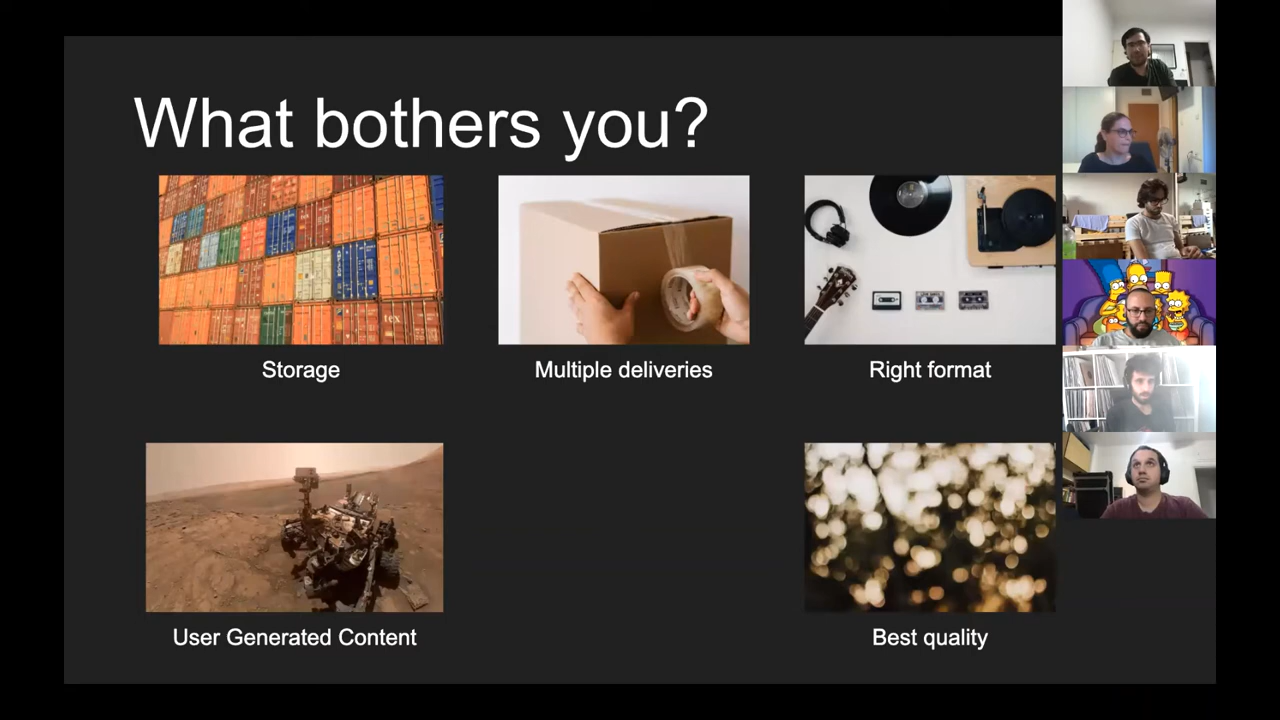 What bothers you?
Storage
Multiple deliveries
Right format
User Generated Content
Best quality